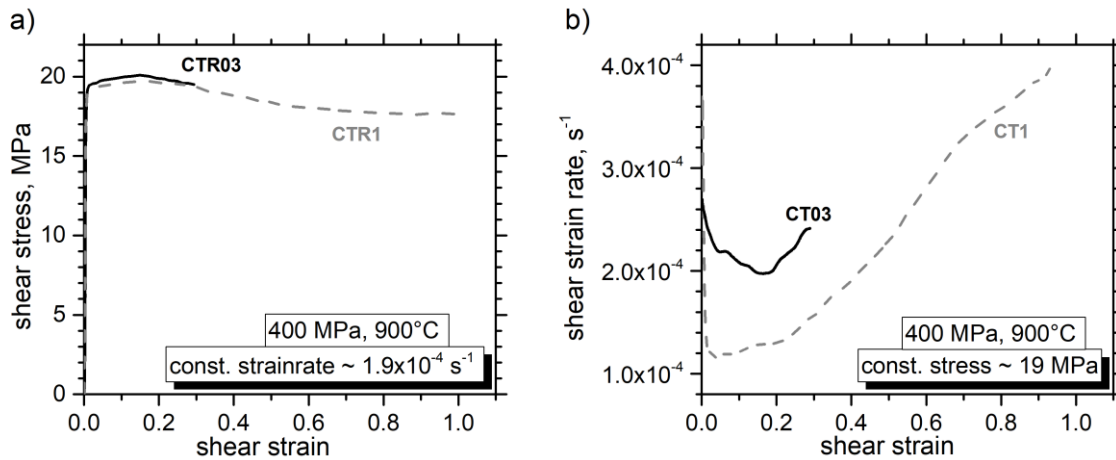 a)
shear stress, MPa
20
15
10
5
0
CTR03
CTR1
400 MPa, 900°C
const. strainrate ~ 1.9x10⁻⁴ s⁻¹
0.0 0.2 0.4 0.6 0.8 1.0
shear strain
b)
shear strain rate, s⁻¹
4.0x10⁻⁴
3.0x10⁻⁴
2.0x10⁻⁴
1.0x10⁻⁴
CT1
CT03
400 MPa, 900°C
const. stress ~ 19 MPa
0.0 0.2 0.4 0.6 0.8 1.0
shear strain